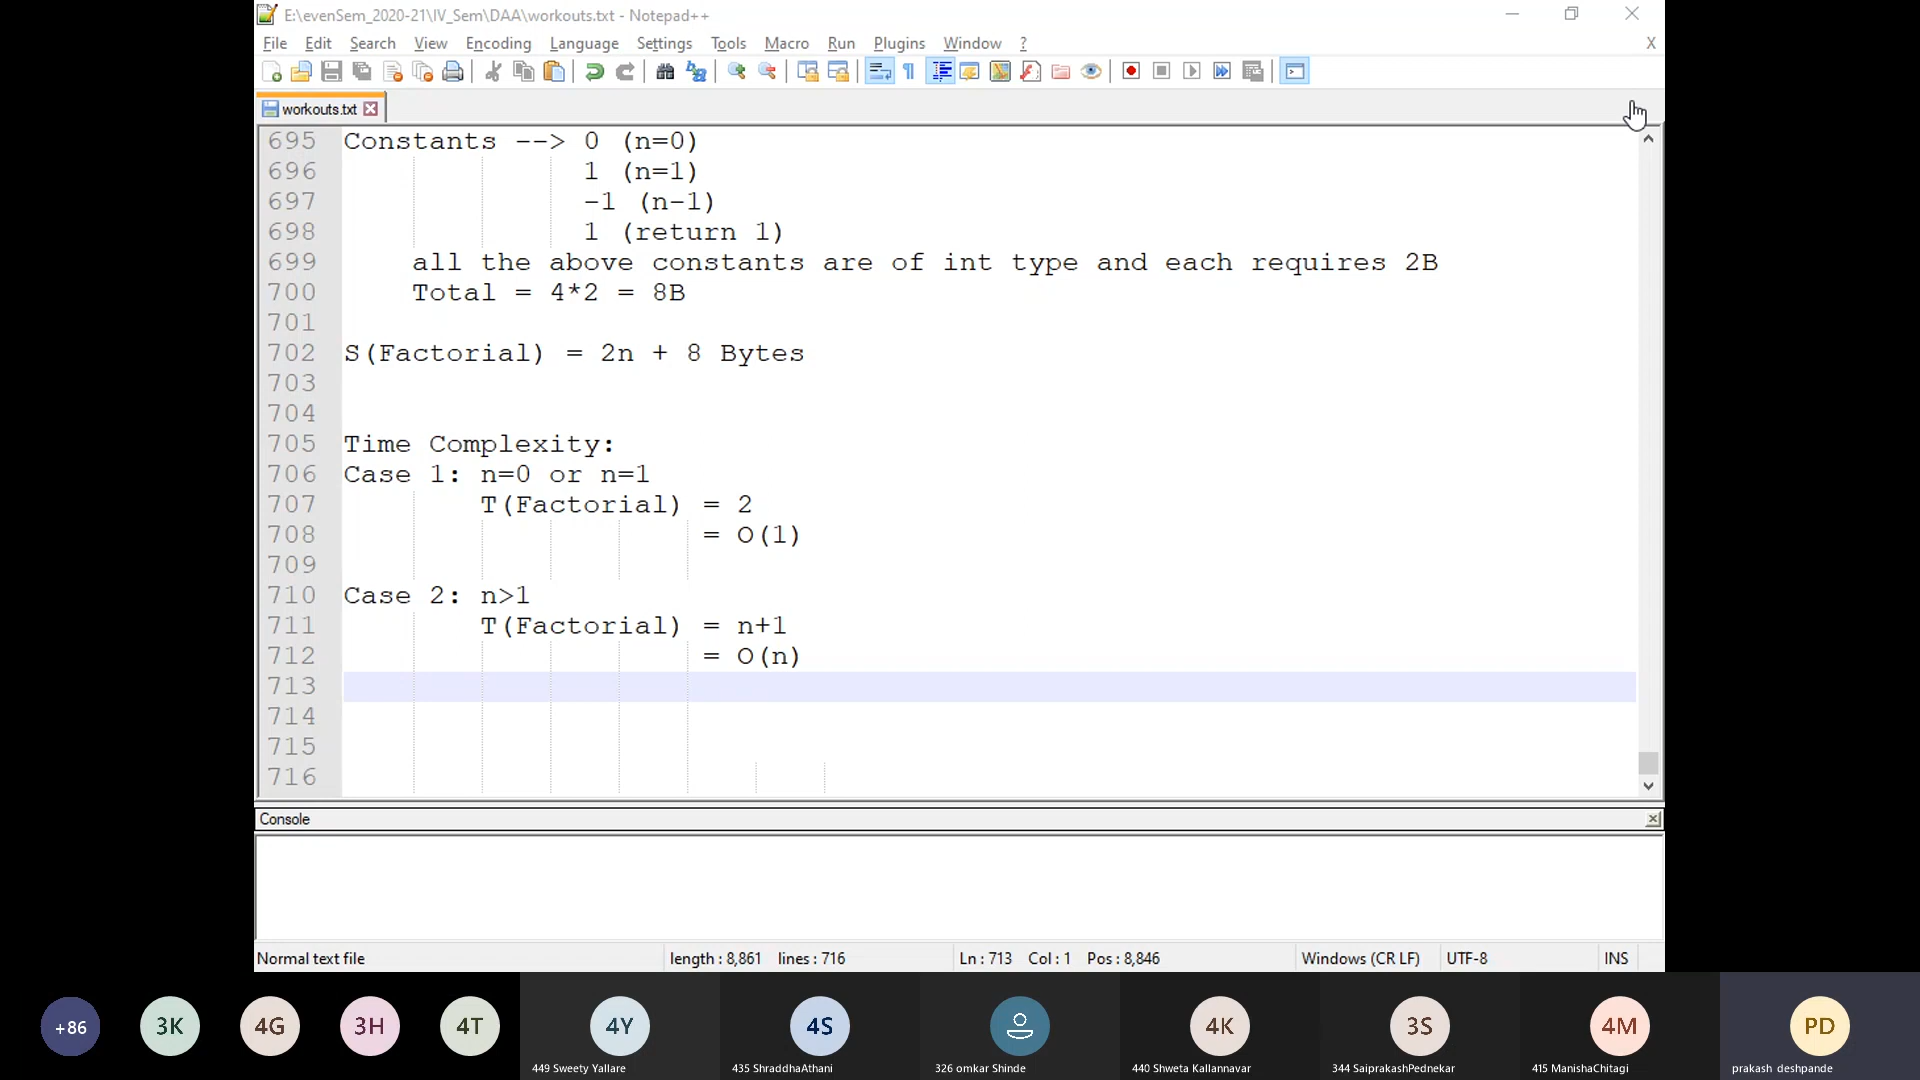 E:\evenSem_2020-21\IV_Sem\DAA\workouts.txt - Notepad++
File Edit Search View Encoding Language Settings Tools Macro Run Plugins Window ? X
workouts.txt
695 Constants --> 0 (n=0)
696 1 (n=1)
697 -1 (n-1)
698 1 (return 1)
699 all the above constants are of int type and each requires 2B
700 Total = 4*2 = 8B
701
702 S(Factorial) = 2n + 8 Bytes
703
704
705 Time Complexity:
706 Case 1: n=0 or n=1
707 T(Factorial) = 2
708 = O(1)
709
710 Case 2: n>1
711 T(Factorial) = n+1
712 = O(n)
713
714
715
716
Console
Normal text file length : 8,861 lines : 716 Ln : 713 Col : 1 Pos : 8,846 Windows (CR LF) UTF-8 INS
+86 3K 4G 3H 4T 4Y 4S 4K 3S 4M PD
449 Sweety Yallare 435 ShraddhaAthani 326 omkar Shinde 440 Shweta Kallannavar 344 SaiprakashPednekar 415 ManishaChitagi prakash deshpande